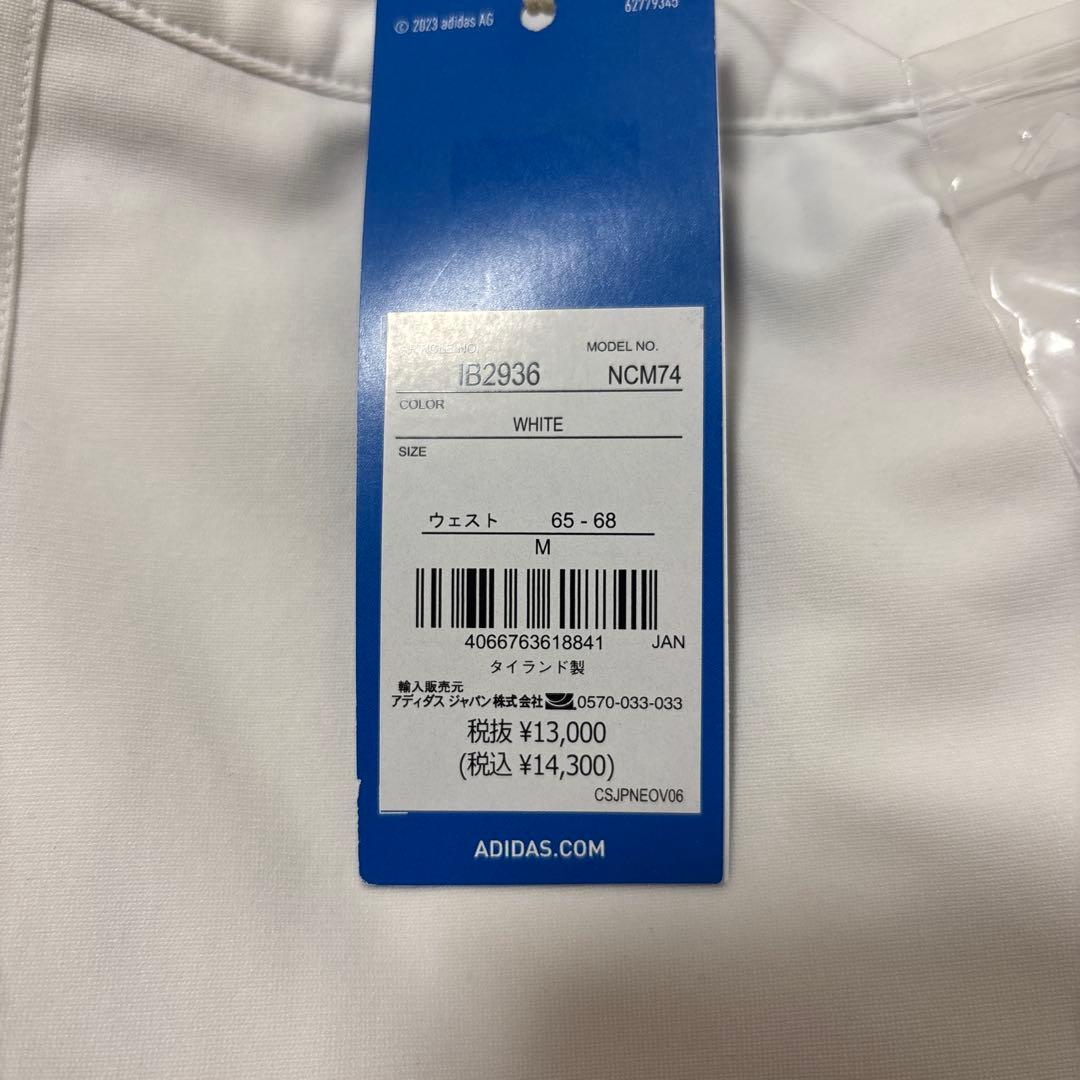 © 2023 adidas AG
62779345
ARTICLE NO. MODEL NO.
IB2936 NCM74
COLOR
WHITE
SIZE
ウェスト 65 - 68
M
4066763618841 JAN
タイランド製
輸入販売元
アディダス ジャパン株式会社 0570-033-033
税抜 ¥13,000
(税込 ¥14,300)
CSJPNEOV06
ADIDAS.COM